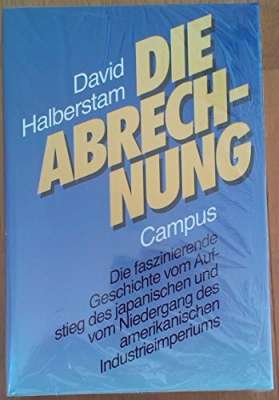 David
Halberstam
DIE
ABRECH-
NUNG
Campus
Die faszinierende
Geschichte vom Auf-
stieg des japanischen und
vom Niedergang des
amerikanischen
Industrieimperiums